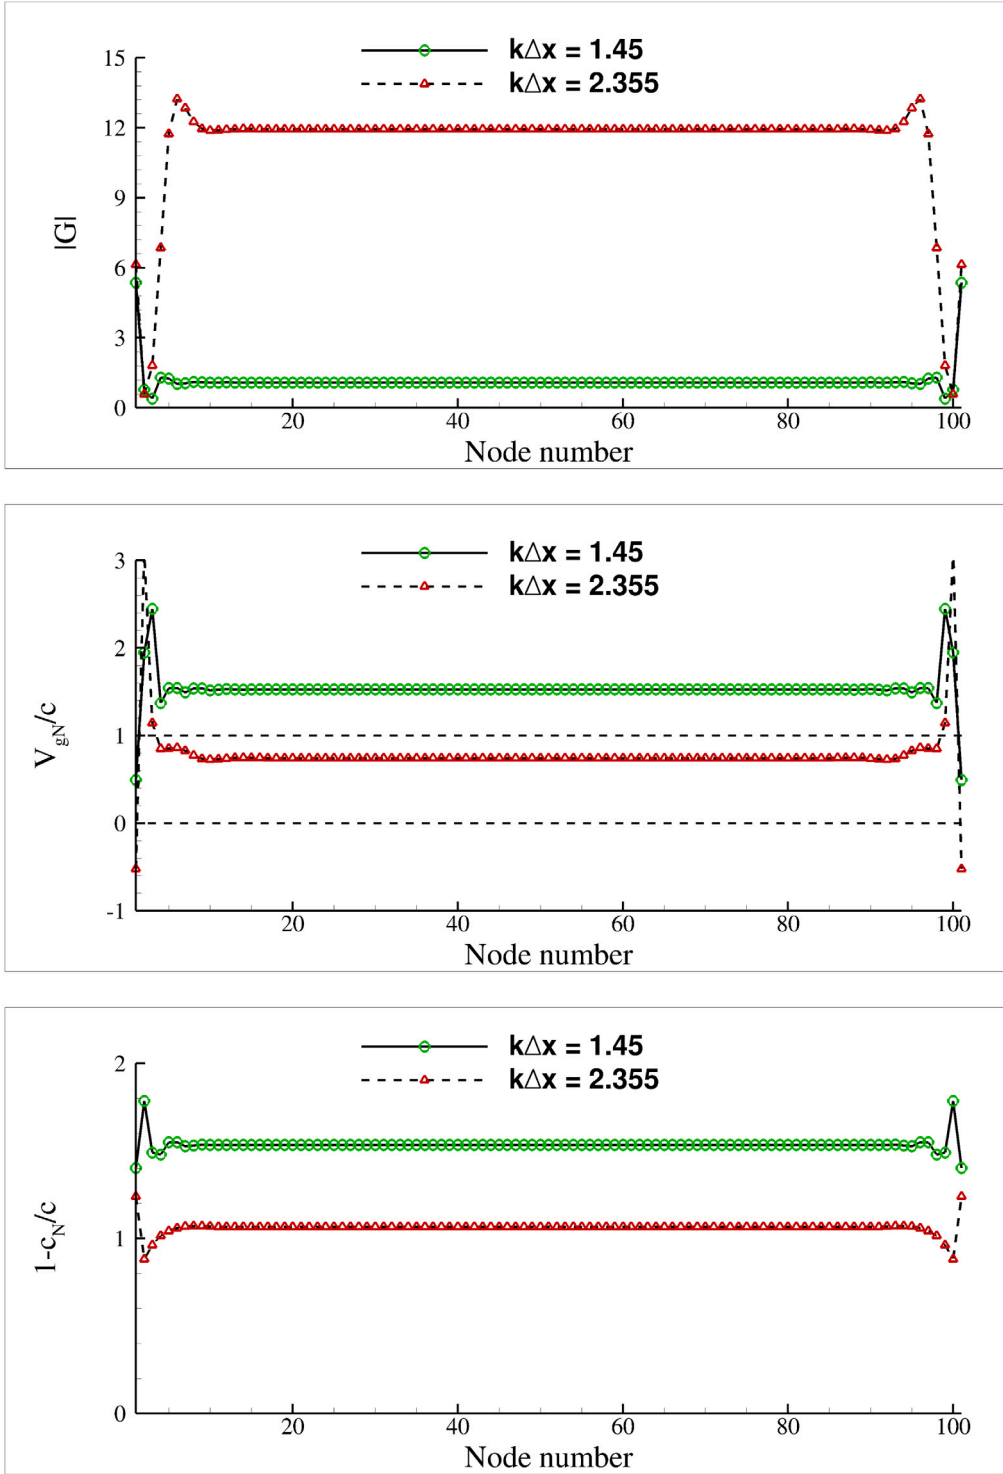 kΔx = 1.45
kΔx = 2.355
15
12
9
6
3
0
|G|
20 40 60 80 100
Node number
kΔx = 1.45
kΔx = 2.355
3
2
1
0
-1
V_gN/c
20 40 60 80 100
Node number
kΔx = 1.45
kΔx = 2.355
2
1
0
1-c_N/c
20 40 60 80 100
Node number